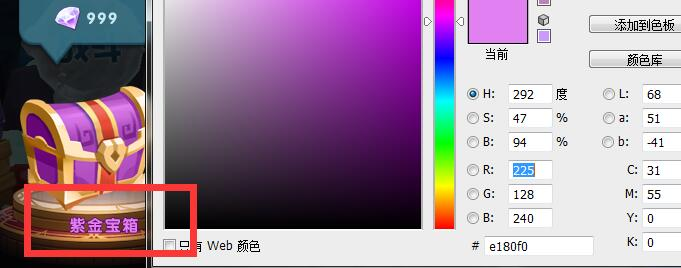 999
紫金宝箱
添加到色板
当前
颜色库
H: 292 度
L: 68
S: 47 %
a: 51
B: 94 %
b: -41
R: 225
C: 31
G: 128
M: 55
B: 240
Y: 0
K: 0
只有 Web 颜色
# e180f0